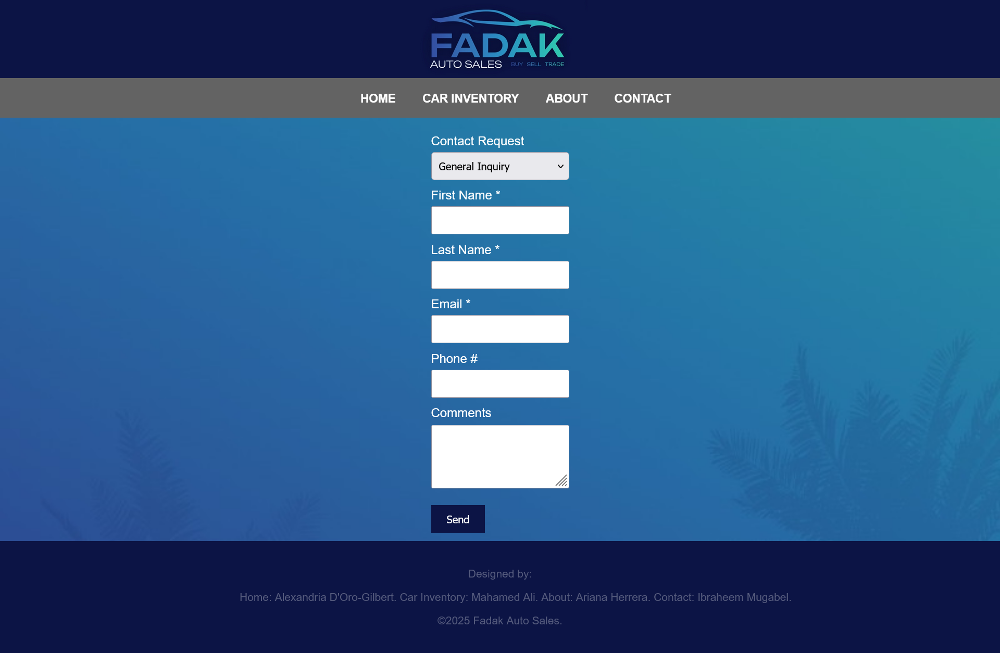 FADAK
AUTO SALES BUY SELL TRADE
HOME CAR INVENTORY ABOUT CONTACT
Contact Request
General Inquiry
First Name *
Last Name *
Email *
Phone #
Comments
Send
Designed by:
Home: Alexandria D'Oro-Gilbert. Car Inventory: Mahamed Ali. About: Ariana Herrera. Contact: Ibraheem Mugabel.
©2025 Fadak Auto Sales.